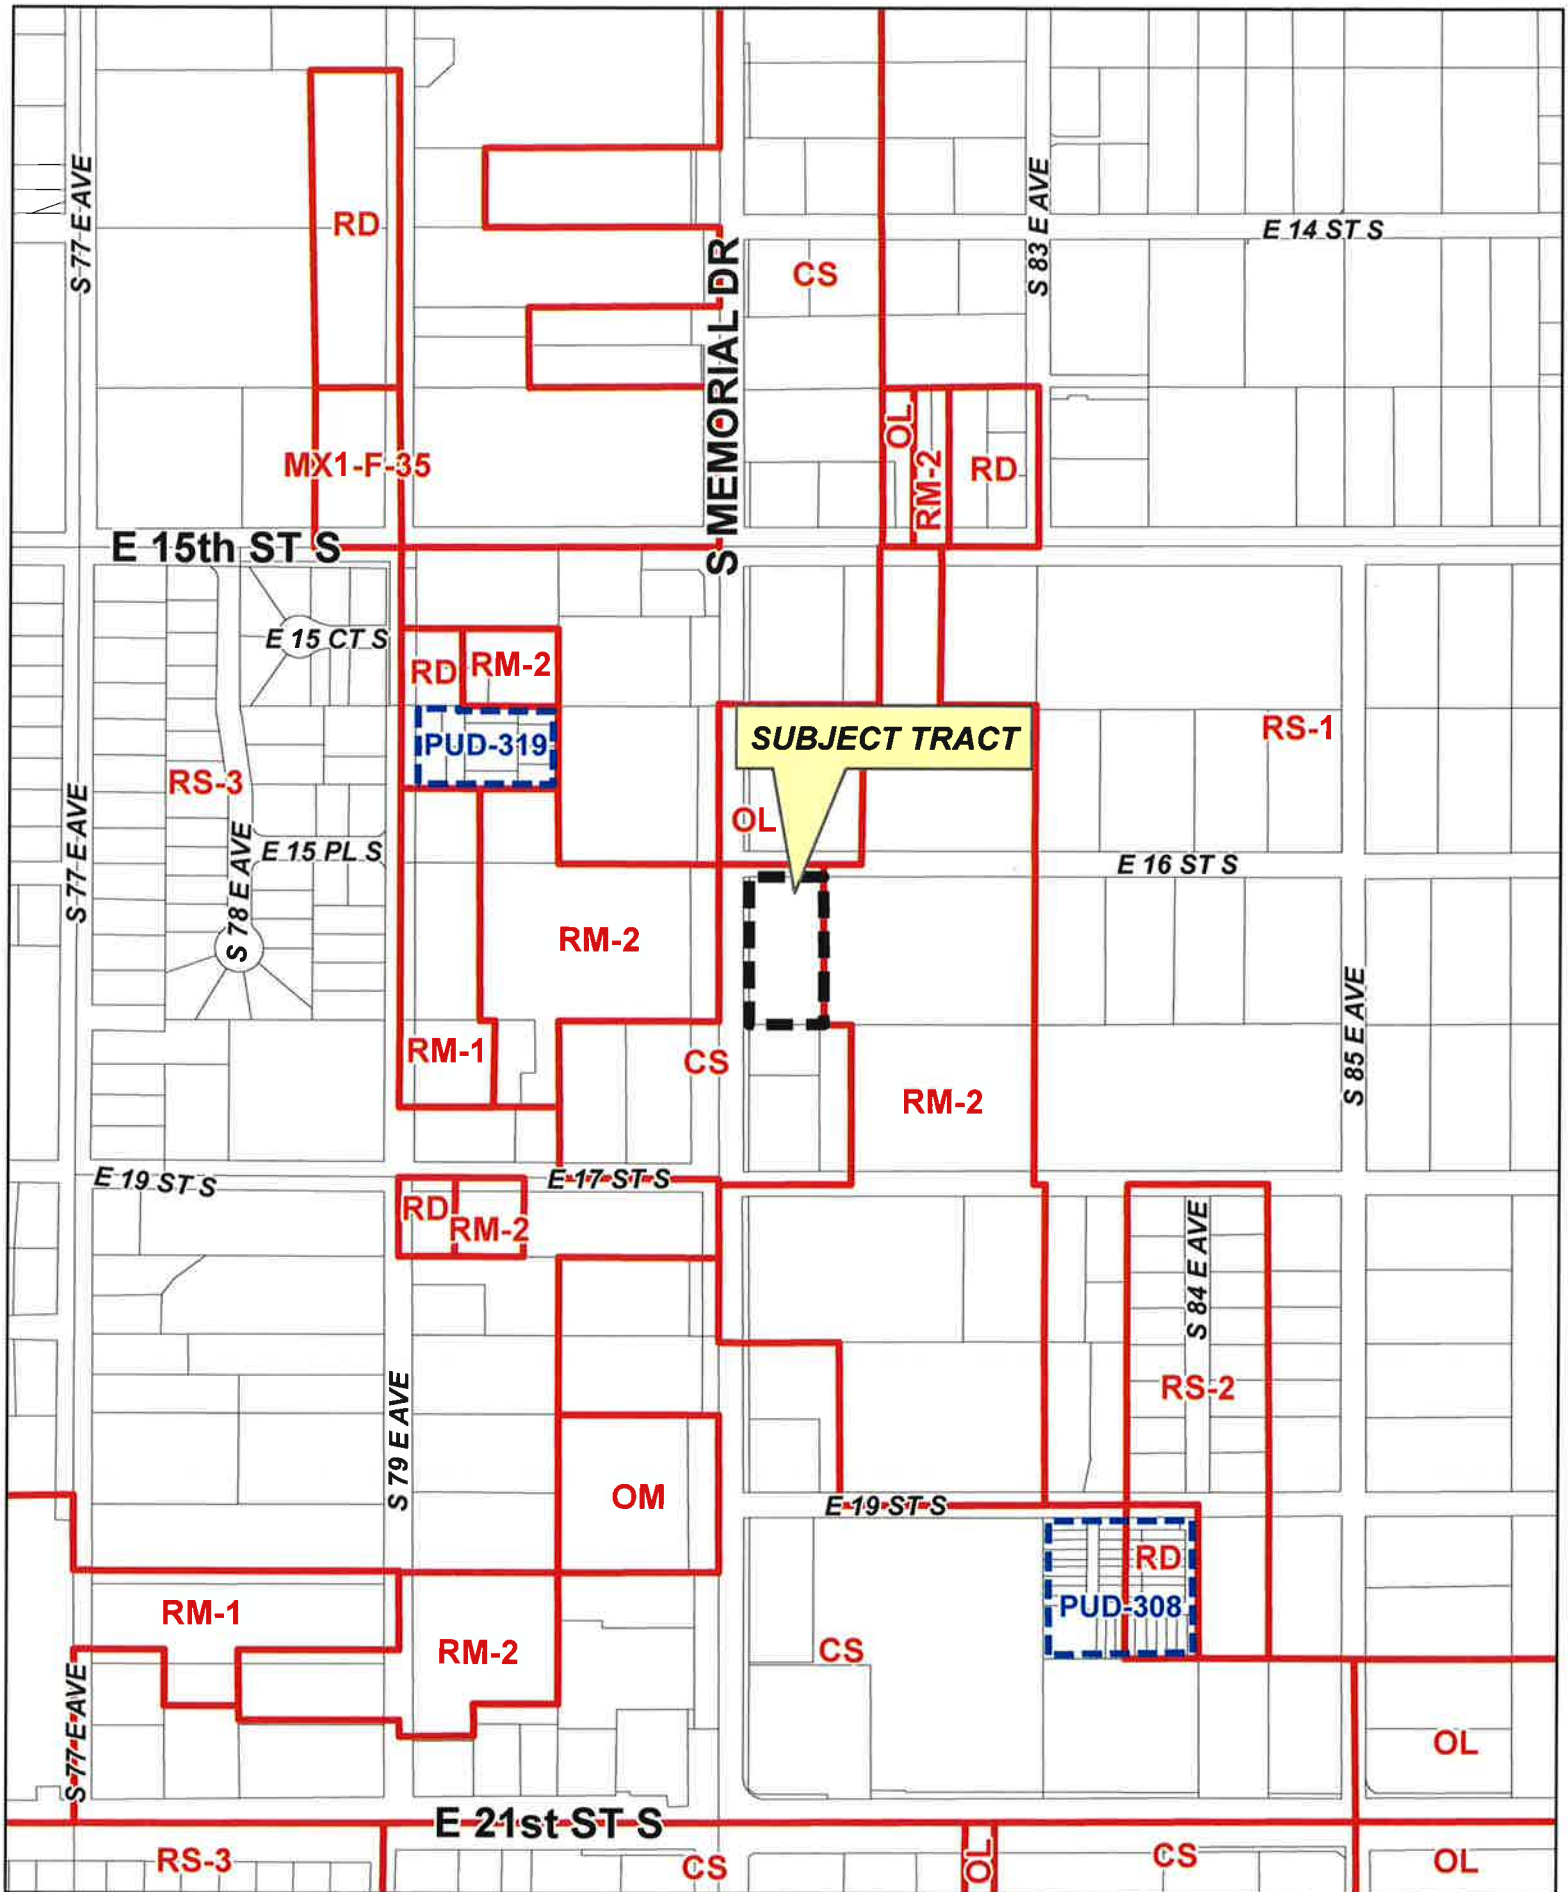 S 77 E AVE
RD
S MEMORIAL DR
CS
S 83 E AVE
E 14 ST S
MX1-F-35
OL
RM-2
RD
E 15th ST S
E 15 CT S
RD
RM-2
PUD-319
SUBJECT TRACT
RS-1
RS-3
S 77 E AVE
S 78 E AVE
E 15 PL S
OL
E 16 ST S
RM-2
RM-1
CS
RM-2
S 85 E AVE
E 19 ST S
E 17 ST S
RD
RM-2
S 84 E AVE
RS-2
S 79 E AVE
OM
E 19 ST S
RD
PUD-308
RM-1
RM-2
CS
S 77 E AVE
OL
E 21st ST S
RS-3
CS
OL
CS
OL